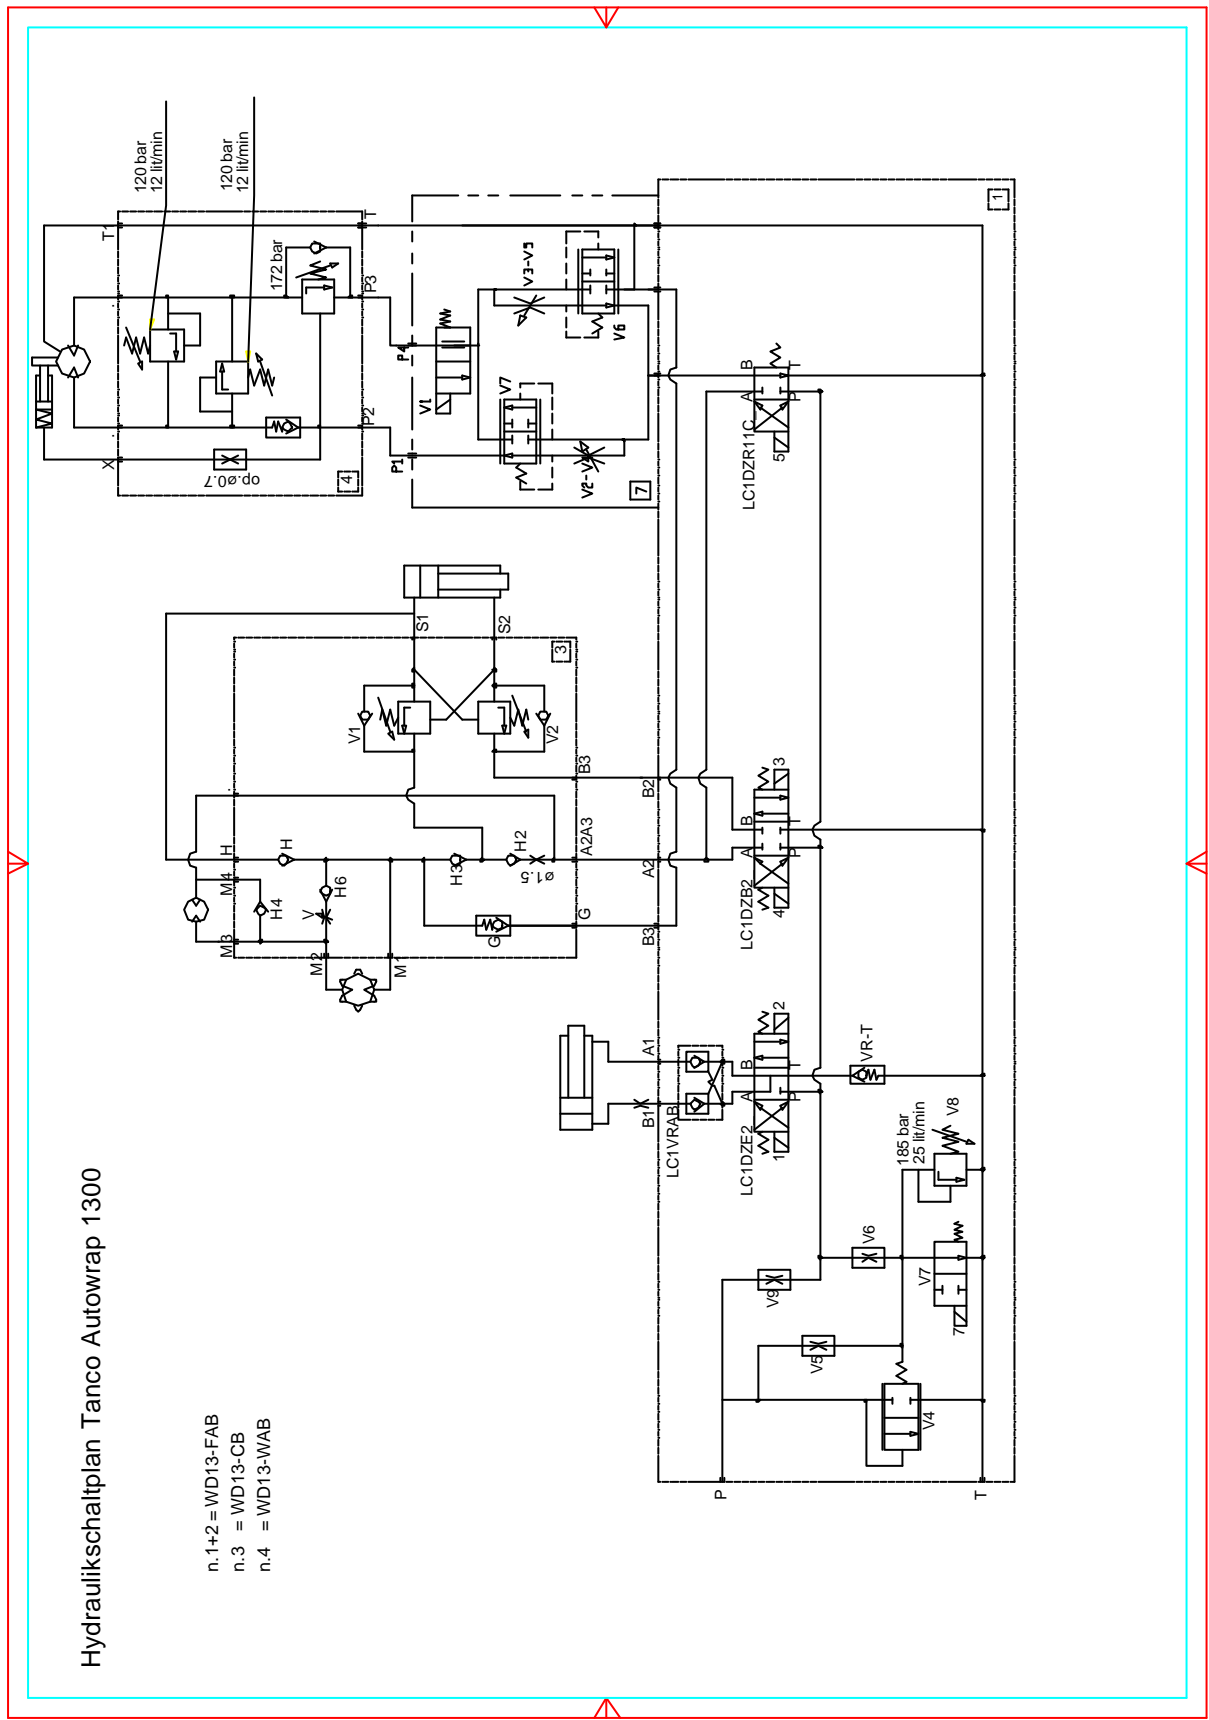 Hydraulikschaltplan Tanco Autowrap 1300
n.1+2 = WD13-FAB
n.3 = WD13-CB
n.4 = WD13-WAB
120 bar
12 lit/min
120 bar
12 lit/min
T1
T
172 bar
P3
P2
X
op.ø0.7
4
P4
P1
V1
V7
V3-V5
V6
7
1
S1
S2
3
V1
V2
B3
H
H
M4
M3
H4
H6
V
M2
M1
H3
H2
ø1.5
A2A3
G
G
B2
A2
B3
A1
B1
LC1VRAB
LC1DZE2
1
A
B
P
T
2
LC1DZB2
4
A
B
P
T
3
LC1DZR11C
5
A
B
P
T
VR-T
185 bar
25 lit/min
V8
V6
V7
7
V9
V5
V4
P
T